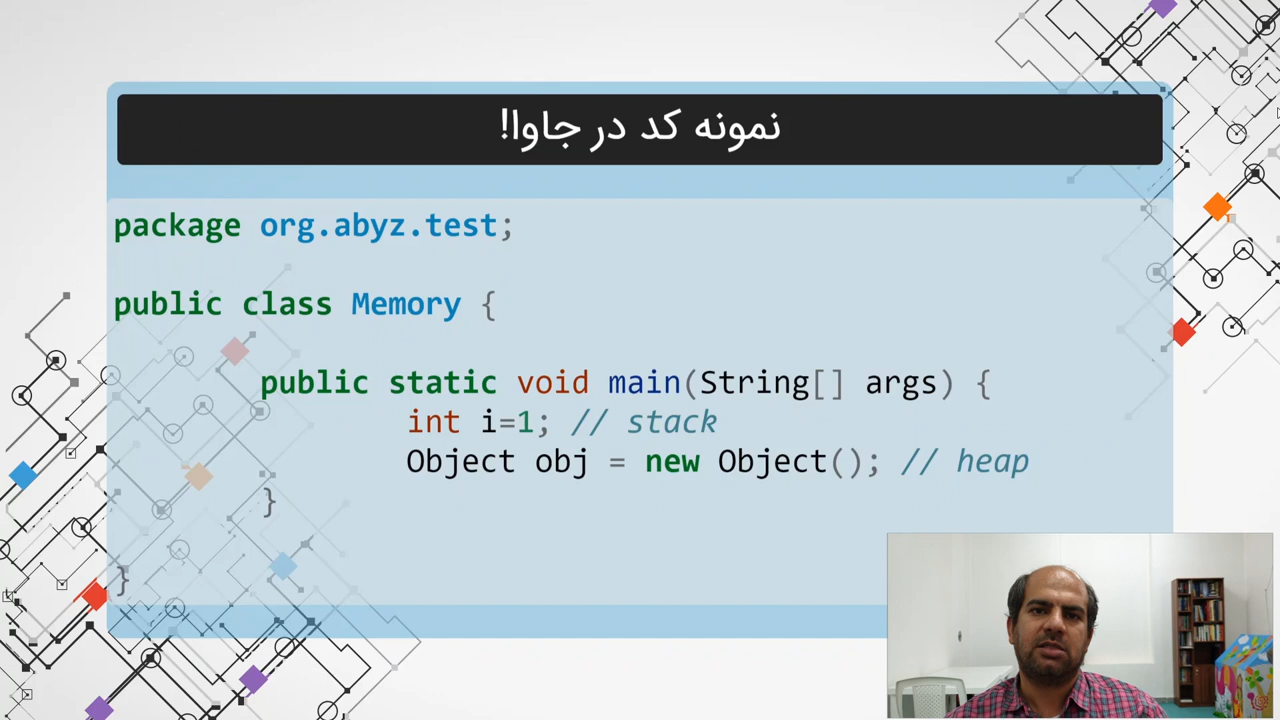 نمونه کد در جاوا!
package org.abyz.test;
public class Memory {
public static void main(String[] args) {
int i=1; // stack
Object obj = new Object(); // heap
}
}